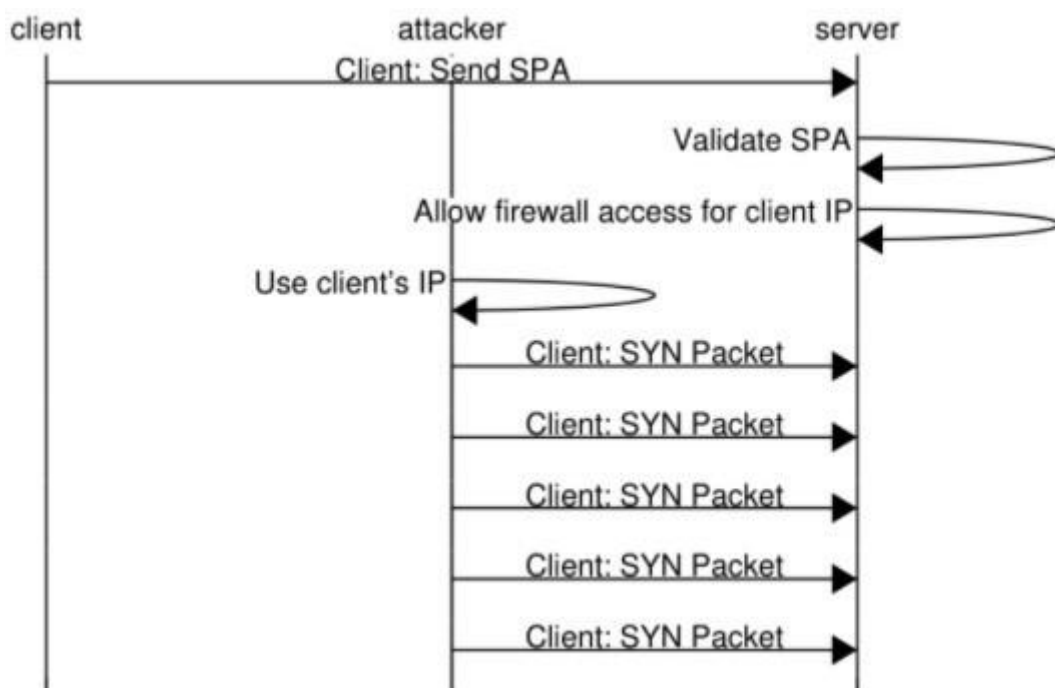 client
attacker
server
Client: Send SPA
Validate SPA
Allow firewall access for client IP
Use client's IP
Client: SYN Packet
Client: SYN Packet
Client: SYN Packet
Client: SYN Packet
Client: SYN Packet